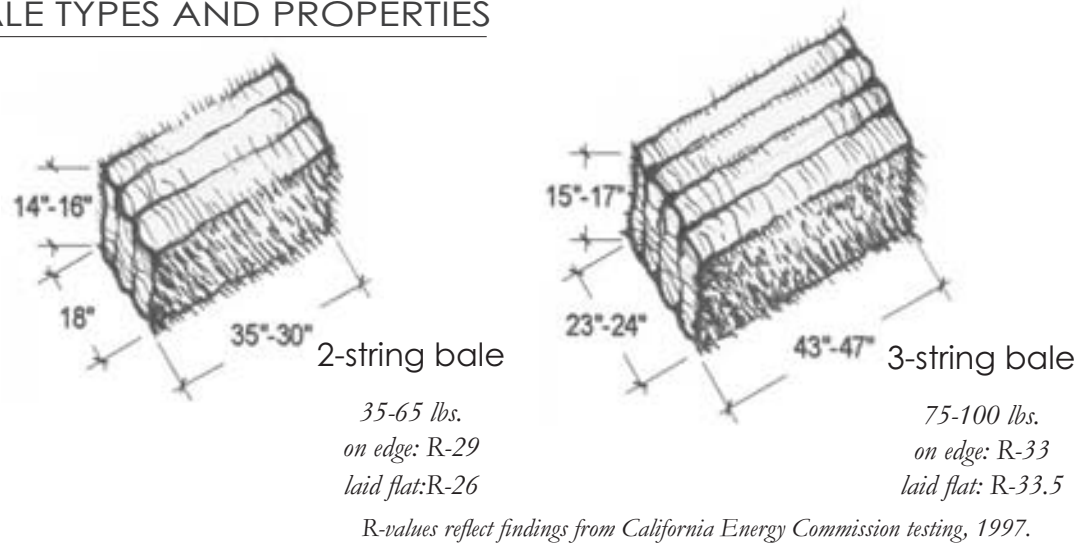 ALE TYPES AND PROPERTIES
14"-16"
18"
35"-30"
2-string bale
35-65 lbs.
on edge: R-29
laid flat:R-26
15"-17"
23"-24"
43"-47"
3-string bale
75-100 lbs.
on edge: R-33
laid flat: R-33.5
R-values reflect findings from California Energy Commission testing, 1997.